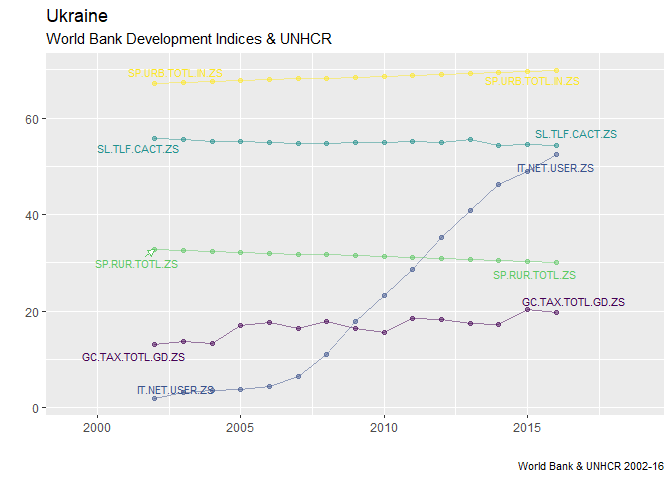 Ukraine
World Bank Development Indices & UNHCR
SP.URB.TOTL.IN.ZS
SP.URB.TOTL.IN.ZS
60
SL.TLF.CACT.ZS
SL.TLF.CACT.ZS
IT.NET.USER.ZS
40
SP.RUR.TOTL.ZS
SP.RUR.TOTL.ZS
20
GC.TAX.TOTL.GD.ZS
GC.TAX.TOTL.GD.ZS
IT.NET.USER.ZS
0
2000 2005 2010 2015
World Bank & UNHCR 2002-16